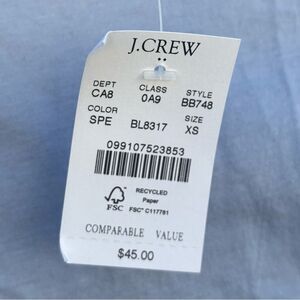 J.CREW
DEPT CLASS STYLE
CA8 0A9 BB748
COLOR SIZE
SPE BL8317 XS
099107523853
RECYCLED
Paper
FSC FSC® C117781
COMPARABLE VALUE
$45.00